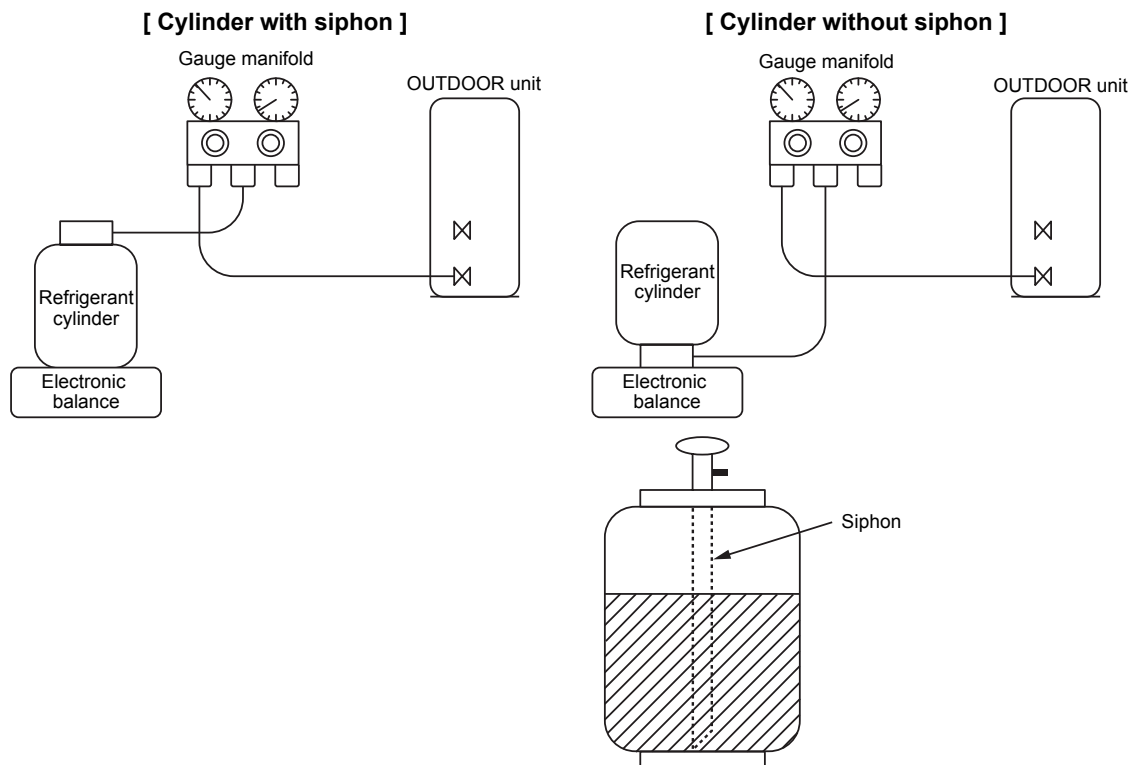 [ Cylinder with siphon ]
Gauge manifold
OUTDOOR unit
Refrigerant
cylinder
Electronic
balance
[ Cylinder without siphon ]
Gauge manifold
OUTDOOR unit
Refrigerant
cylinder
Electronic
balance
Siphon